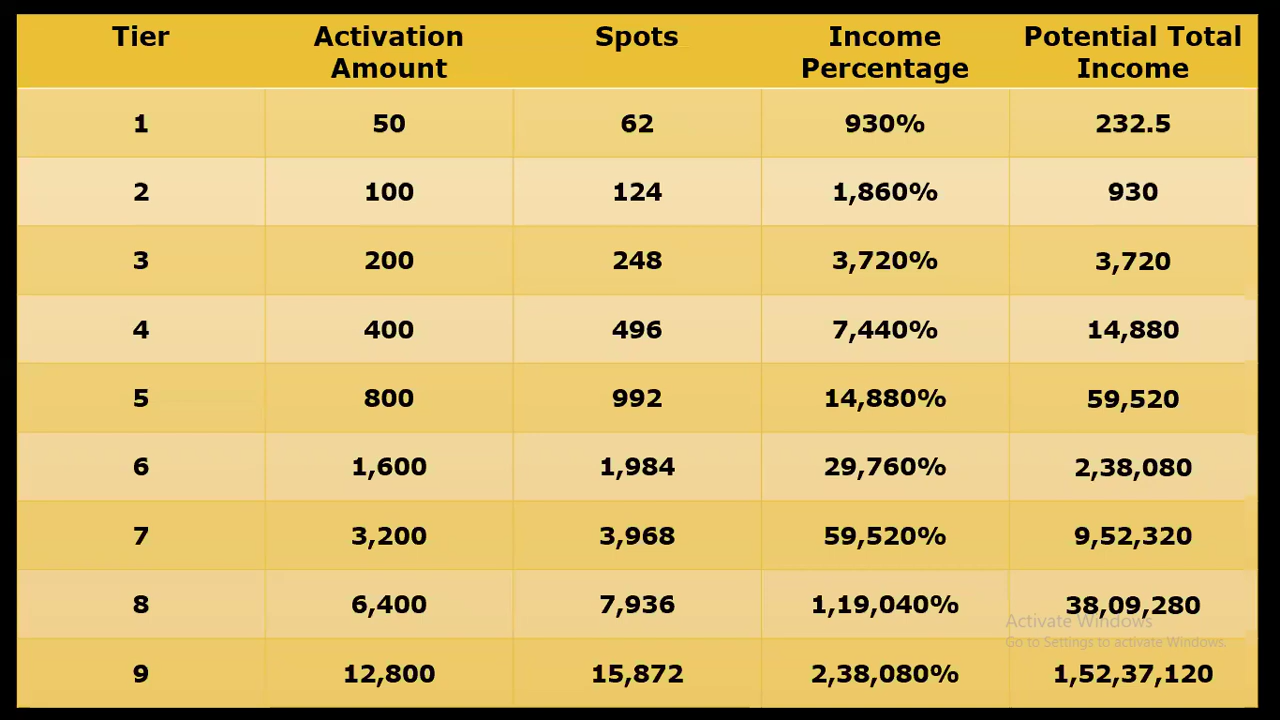 Tier Activation Amount Spots Income Percentage Potential Total Income
1 50 62 930% 232.5
2 100 124 1,860% 930
3 200 248 3,720% 3,720
4 400 496 7,440% 14,880
5 800 992 14,880% 59,520
6 1,600 1,984 29,760% 2,38,080
7 3,200 3,968 59,520% 9,52,320
8 6,400 7,936 1,19,040% 38,09,280
Activate Windows
Go to Settings to activate Windows.
9 12,800 15,872 2,38,080% 1,52,37,120